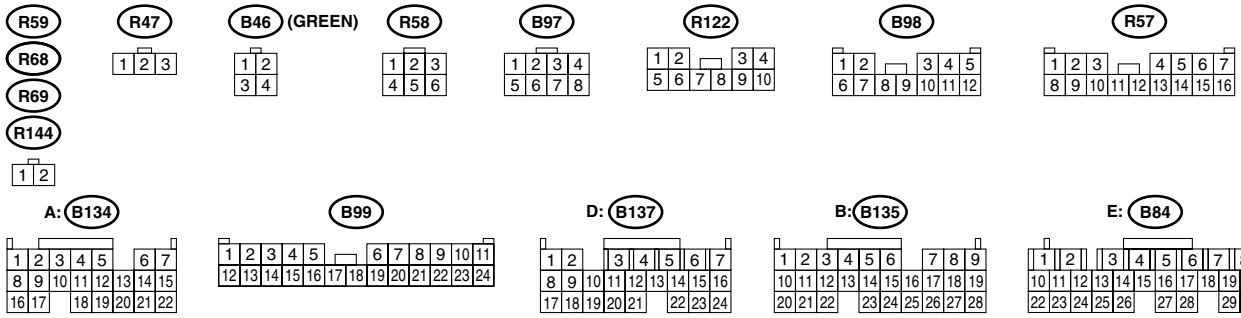 R59 R47 B46 (GREEN) R58 B97 R122 B98 R57
R68
R69
R144
1 2 3 1 2 1 2 3 1 2 3 4 1 2 3 4 1 2 3 4 5 1 2 3 4 5 6 7
3 4 4 5 6 5 6 7 8 5 6 7 8 9 10 6 7 8 9 10 11 12 8 9 10 11 12 13 14 15 16
1 2
A: B134 B99 D: B137 B: B135 E: B84
1 2 3 4 5 6 7 1 2 3 4 5 6 7 8 9 10 11 1 2 3 4 5 6 7 1 2 3 4 5 6 7 8 9 1 2 3 4 5 6 7
8 9 10 11 12 13 14 15 12 13 14 15 16 17 18 19 20 21 22 23 24 8 9 10 11 12 13 14 15 16 10 11 12 13 14 15 16 17 18 19 10 11 12 13 14 15 16 17 18 19
16 17 18 19 20 21 22 17 18 19 20 21 22 23 24 20 21 22 23 24 25 26 27 28 22 23 24 25 26 27 28 29